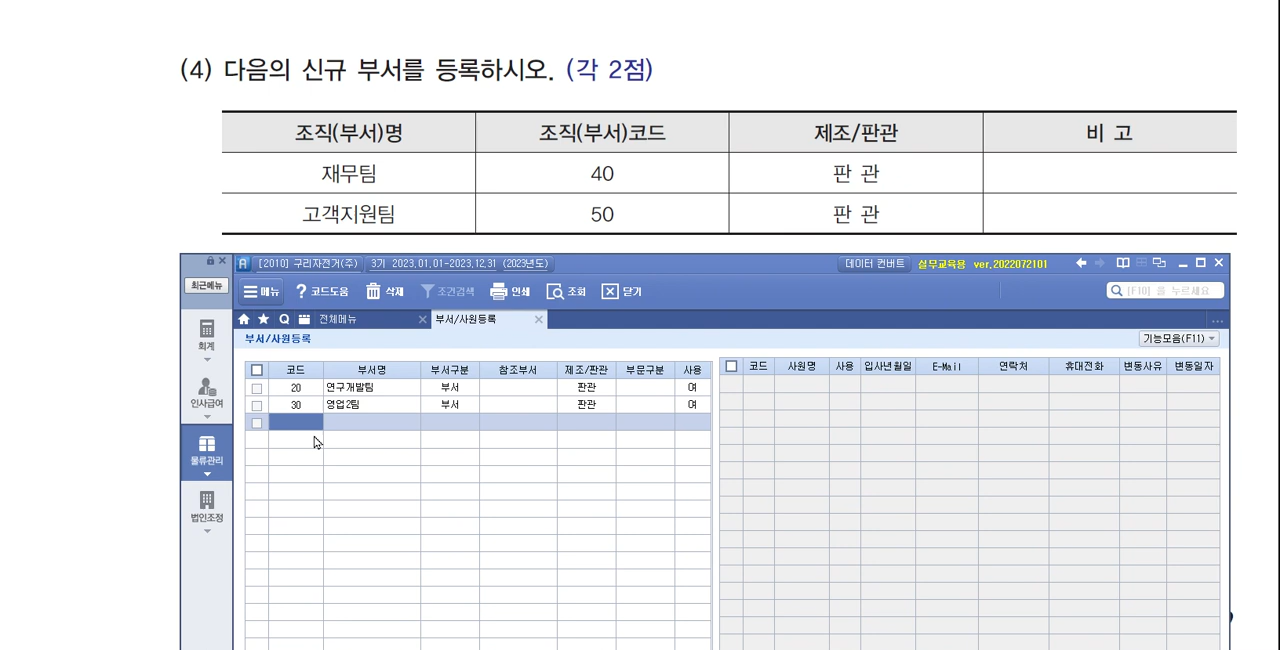 (4) 다음의 신규 부서를 등록하시오. (각 2점)
조직(부서)명 조직(부서)코드 제조/판관 비 고
재무팀 40 판 관
고객지원팀 50 판 관
[2010] 구리자전거(주) 3기 2023.01.01~2023.12.31 (2023년도) 데이터 컨버트 실무교육용 ver.2022072101
최근메뉴 메뉴 코드도움 삭제 조건검색 인쇄 조회 닫기 [F10] 을 누르세요
전체메뉴 부서/사원등록
부서/사원등록 기능모음(F11)
회계
인사급여
물류관리
법인조정
코드 부서명 부서구분 참조부서 제조/판관 부문구분 사용
20 연구개발팀 부서 판관 여
30 영업2팀 부서 판관 여
코드 사원명 사용 입사년월일 E-Mail 연락처 휴대전화 변동사유 변동일자